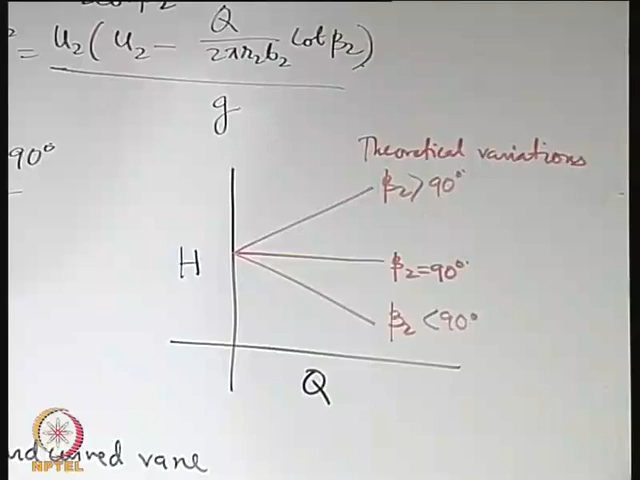 = U₂(U₂ - Q/2πr₂b₂ cot β₂)
g
90°
Theoretical variations
β₂ > 90°
H
β₂ = 90°
β₂ < 90°
Q
vane
NPTEL